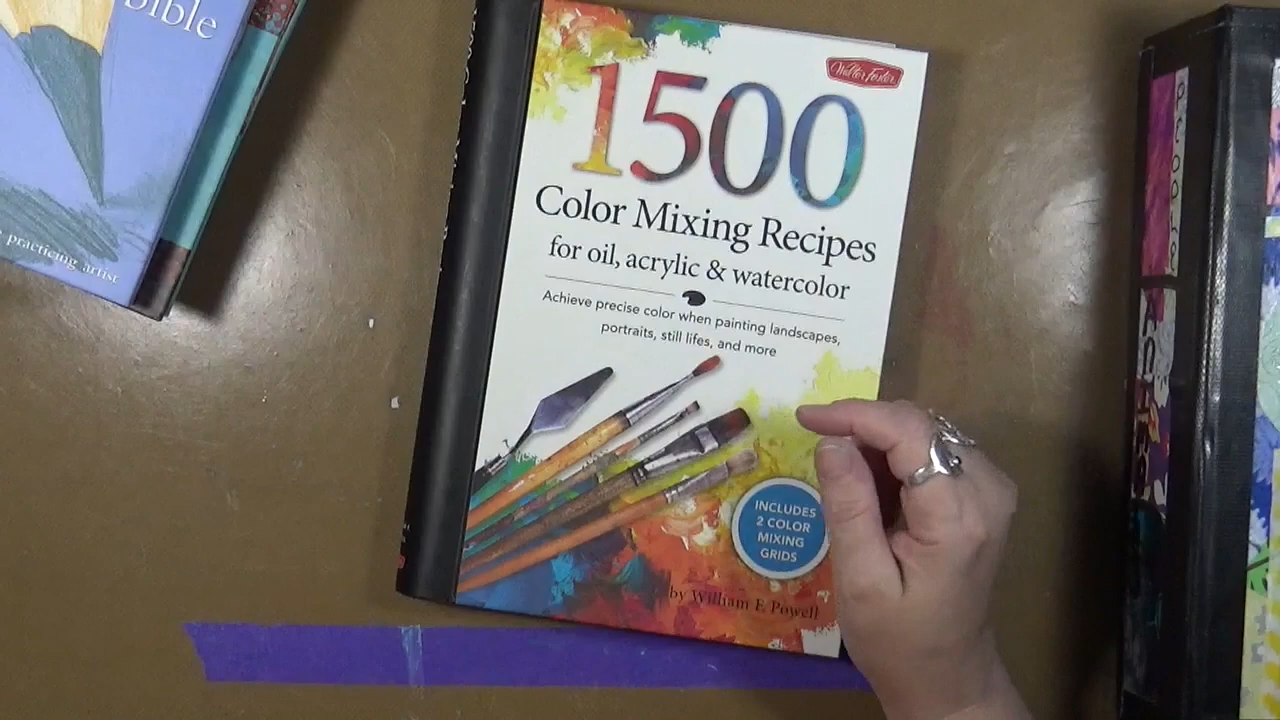 Bible
practicing artist
Walter Foster
1500
Color Mixing Recipes
for oil, acrylic & watercolor
Achieve precise color when painting landscapes,
portraits, still lifes, and more
INCLUDES
2 COLOR
MIXING
GRIDS
by William F. Powell